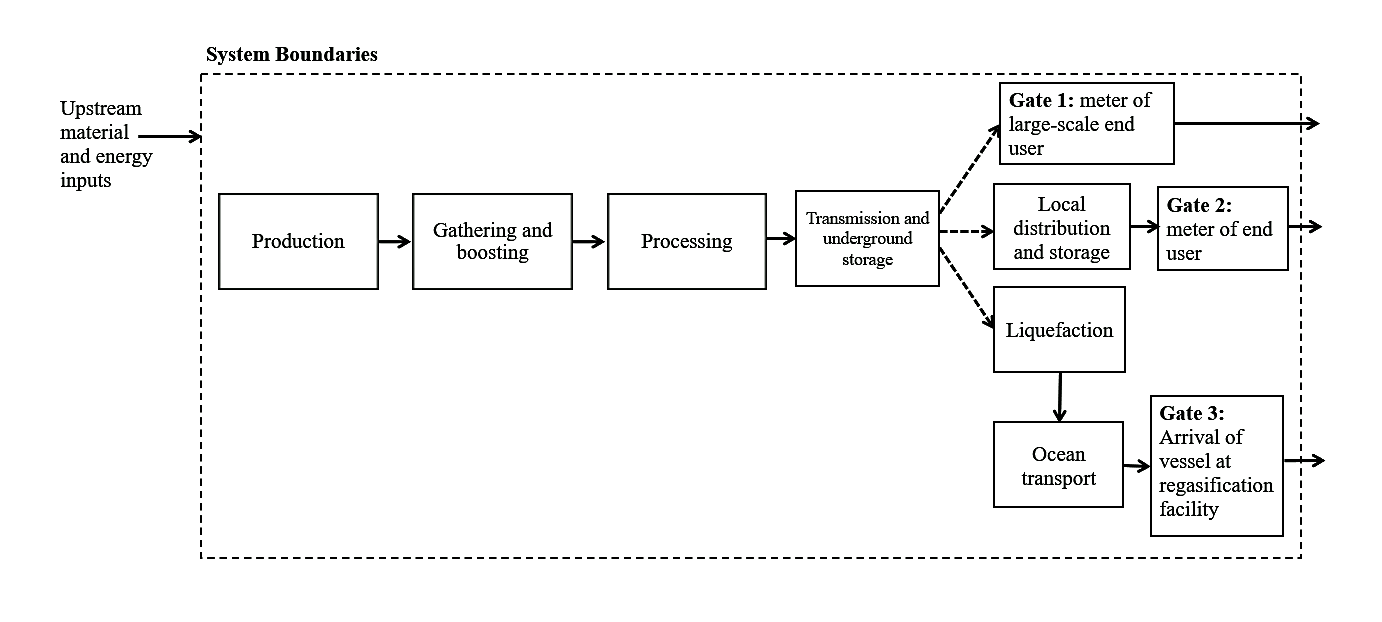 System Boundaries
Upstream
material
and energy
inputs
Production
Gathering and
boosting
Processing
Transmission and
underground
storage
Gate 1: meter of
large-scale end
user
Local
distribution
and storage
Gate 2:
meter of end
user
Liquefaction
Ocean
transport
Gate 3:
Arrival of
vessel at
regasification
facility